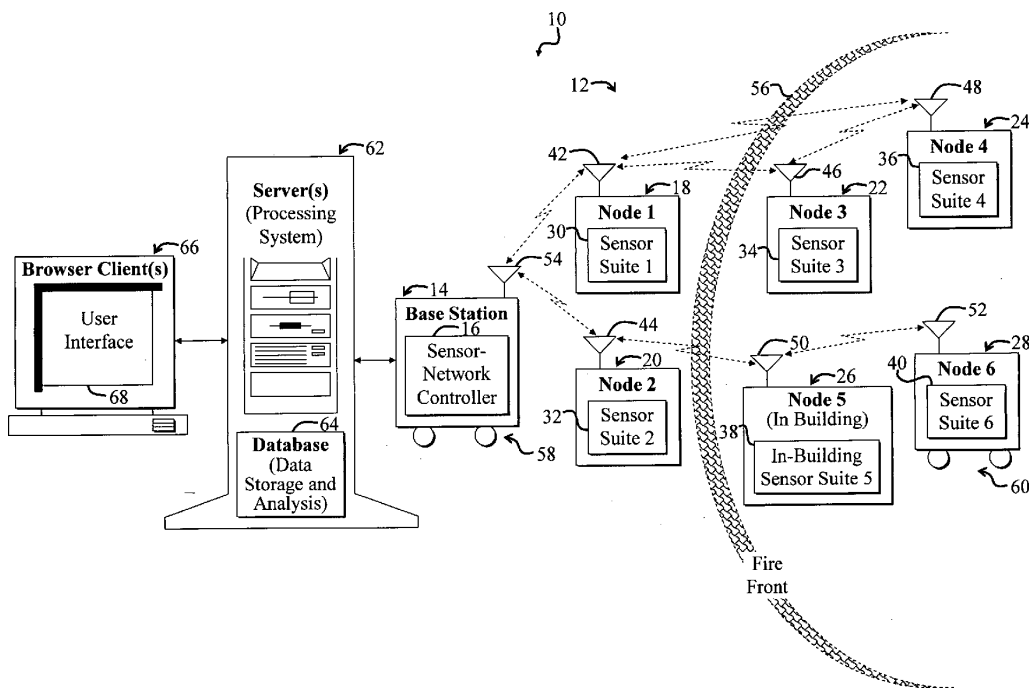 10
12
56
48
24
Node 4
36
Sensor
Suite 4
42
18
Node 1
30
Sensor
Suite 1
46
22
Node 3
34
Sensor
Suite 3
62
Server(s)
(Processing
System)
66
Browser Client(s)
User
Interface
68
54
14
Base Station
16
Sensor-
Network
Controller
58
44
20
Node 2
32
Sensor
Suite 2
50
26
Node 5
(In Building)
38
In-Building
Sensor Suite 5
52
28
Node 6
40
Sensor
Suite 6
60
64
Database
(Data
Storage and
Analysis)
Fire
Front